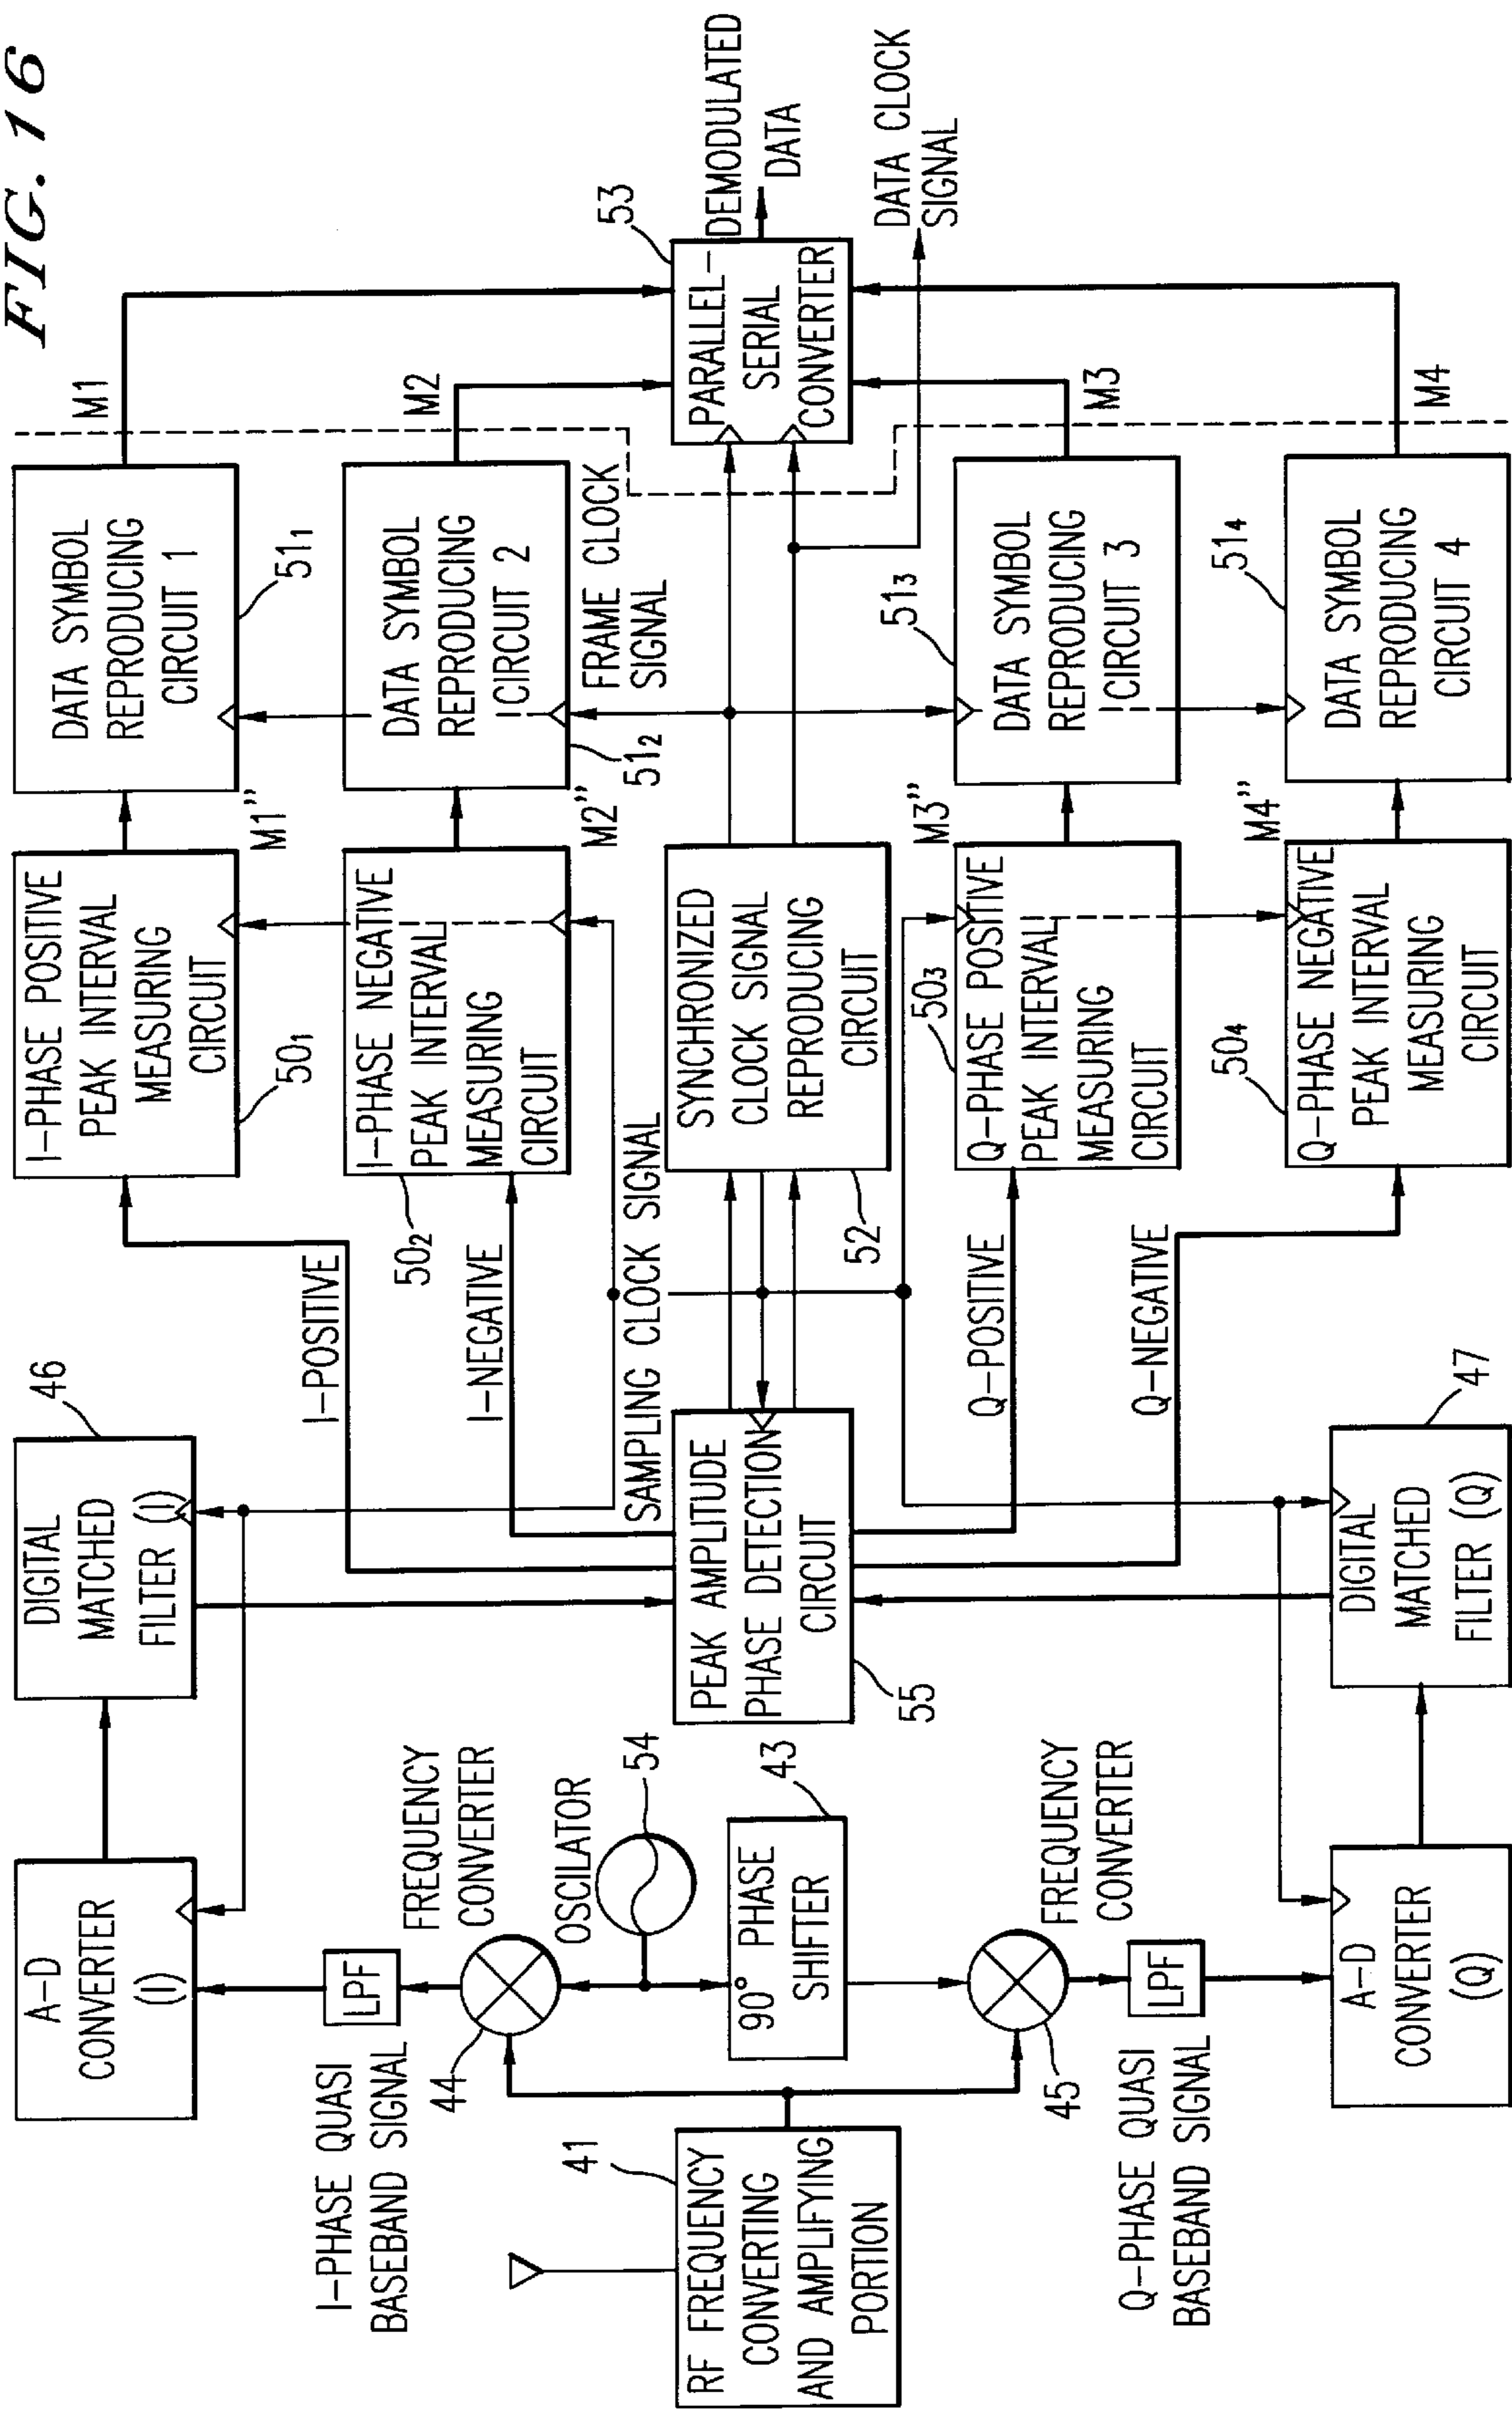 FIG. 16
RF FREQUENCY
CONVERTING
AND AMPLIFYING
PORTION
41
I-PHASE QUASI
BASEBAND SIGNAL
Q-PHASE QUASI
BASEBAND SIGNAL
A-D
CONVERTER
(I)
LPF
44
FREQUENCY
CONVERTER
OSCILATOR
54
90° PHASE
SHIFTER
43
45
FREQUENCY
CONVERTER
LPF
A-D
CONVERTER
(Q)
DIGITAL
MATCHED
FILTER (I)
46
PEAK AMPLITUDE
PHASE DETECTION
CIRCUIT
55
DIGITAL
MATCHED
FILTER (Q)
47
I-POSITIVE
I-NEGATIVE
SAMPLING CLOCK SIGNAL
Q-POSITIVE
Q-NEGATIVE
I-PHASE POSITIVE
PEAK INTERVAL
MEASURING
CIRCUIT
501
I-PHASE NEGATIVE
PEAK INTERVAL
MEASURING
CIRCUIT
502
SYNCHRONIZED
CLOCK SIGNAL
REPRODUCING
CIRCUIT
52
Q-PHASE POSITIVE
PEAK INTERVAL
MEASURING
CIRCUIT
503
Q-PHASE NEGATIVE
PEAK INTERVAL
MEASURING
CIRCUIT
504
M1"
M2"
M3"
M4"
DATA SYMBOL
REPRODUCING
CIRCUIT 1
511
DATA SYMBOL
REPRODUCING
CIRCUIT 2
512
FRAME CLOCK
SIGNAL
DATA SYMBOL
REPRODUCING
CIRCUIT 3
513
DATA SYMBOL
REPRODUCING
CIRCUIT 4
514
M1
M2
M3
M4
PARALLEL-
SERIAL
CONVERTER
53
DEMODULATED
DATA
DATA CLOCK
SIGNAL